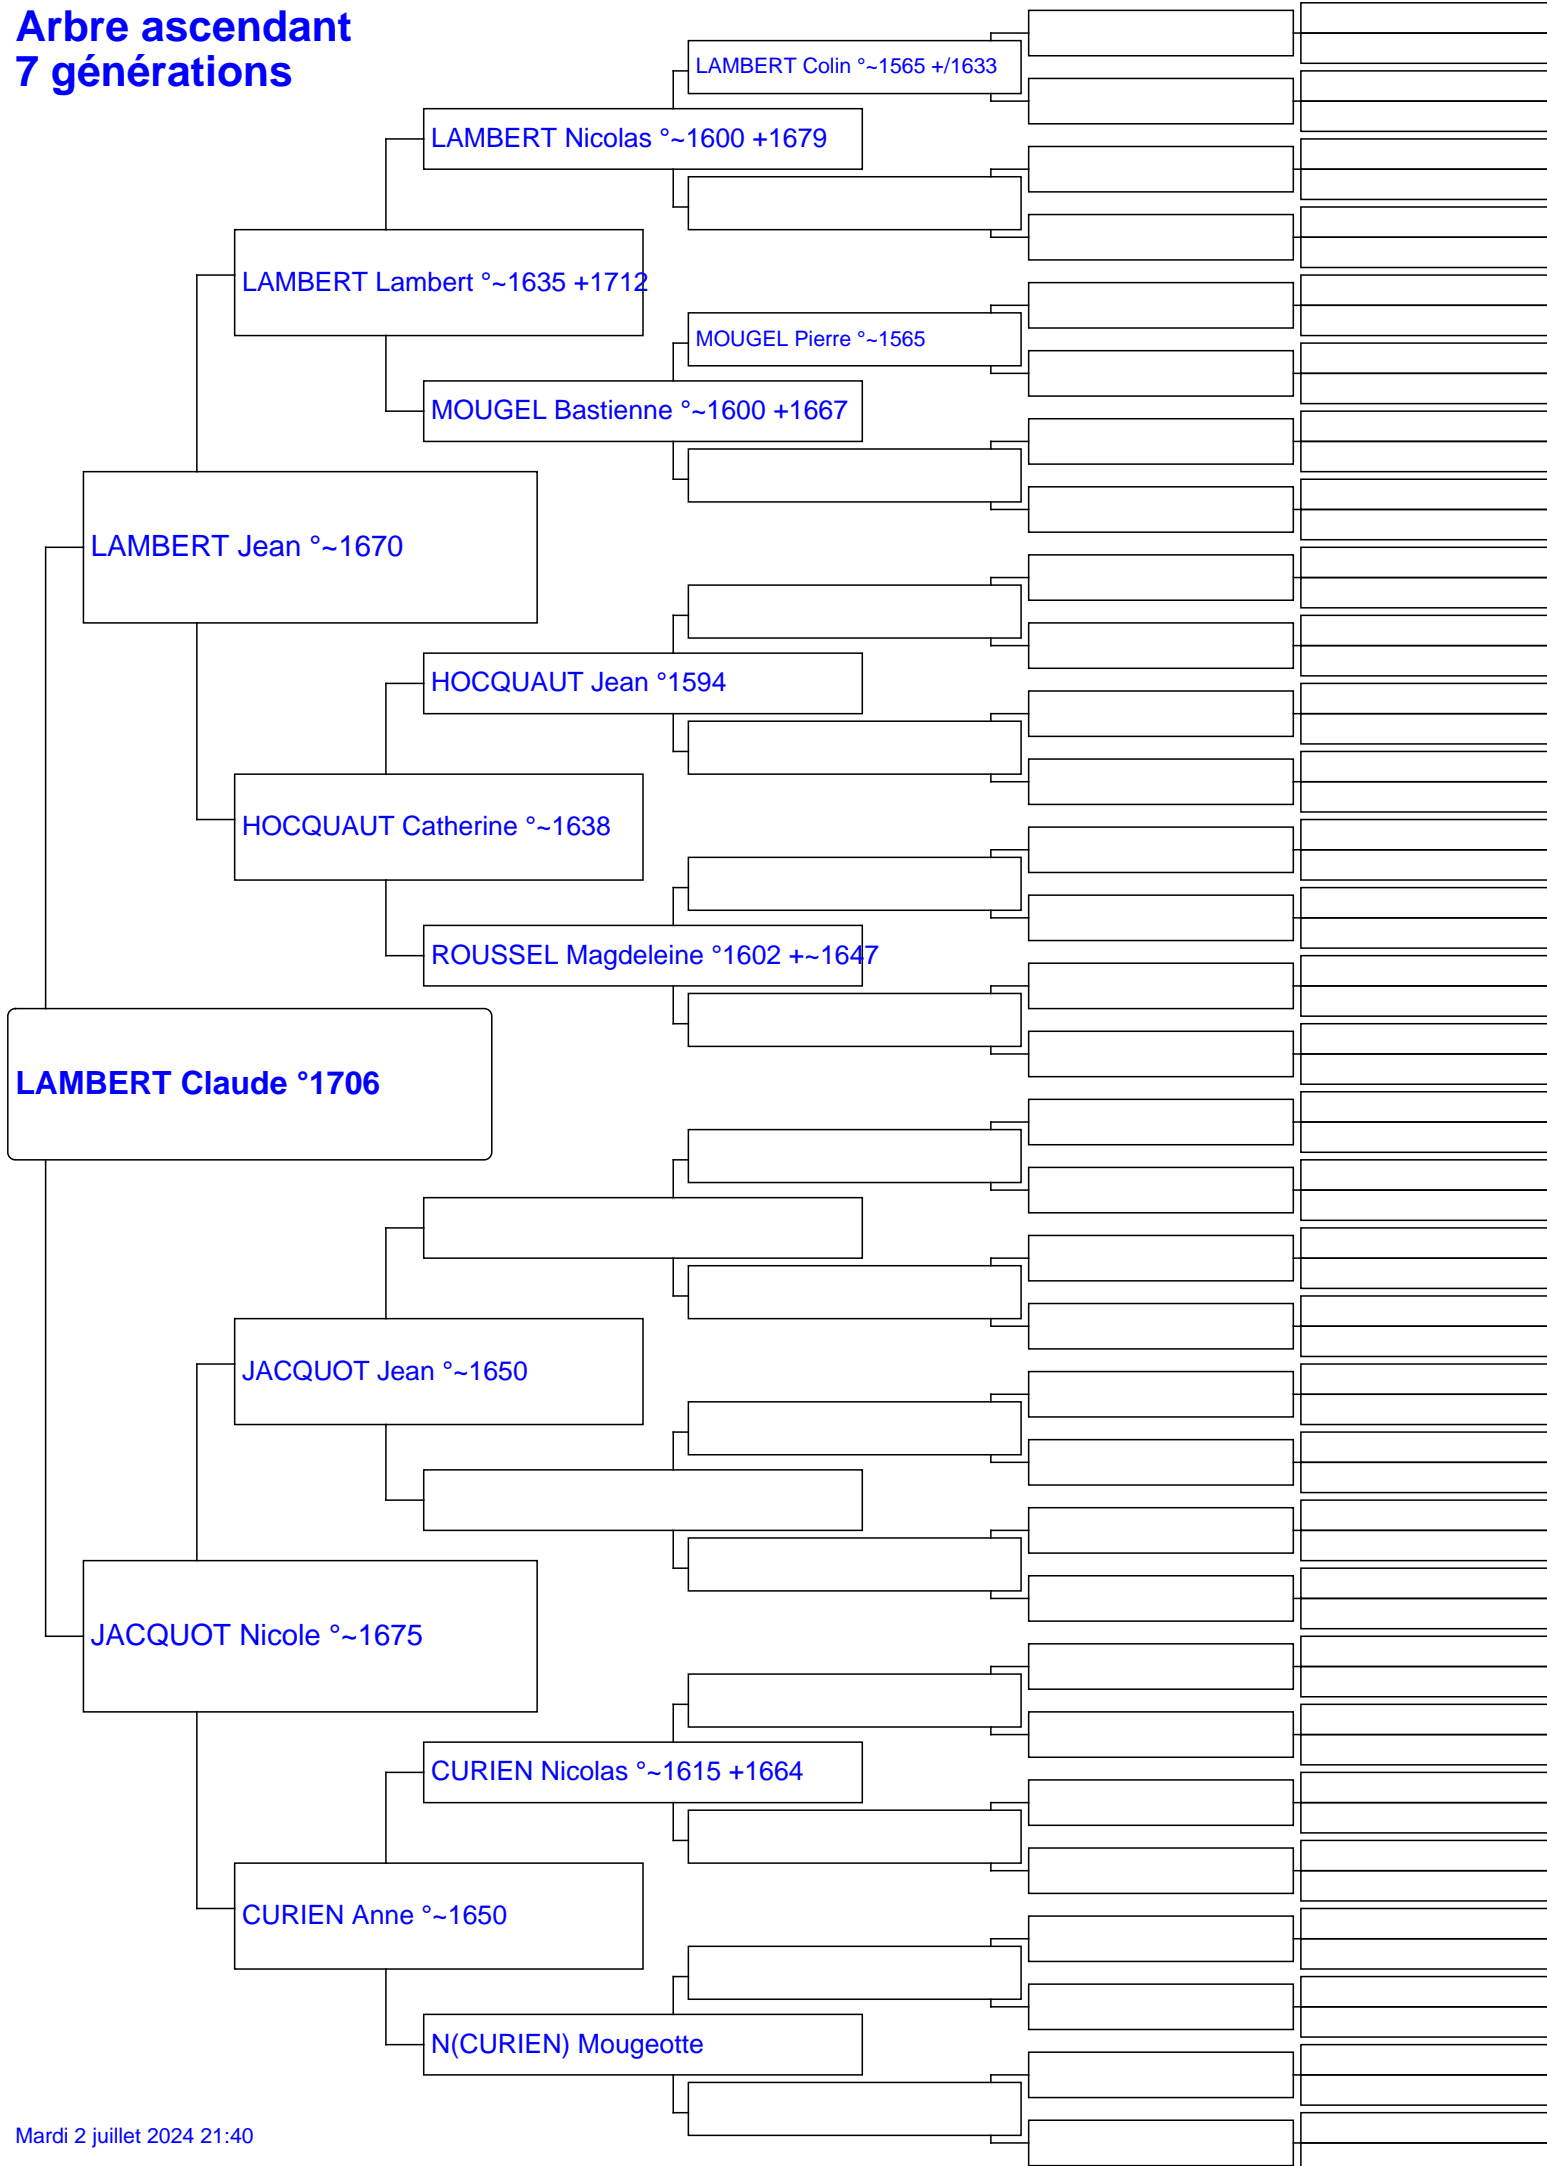 Arbre ascendant
7 générations
LAMBERT Colin °~1565 +/1633
LAMBERT Nicolas °~1600 +1679
LAMBERT Lambert °~1635 +1712
MOUGEL Pierre °~1565
MOUGEL Bastienne °~1600 +1667
LAMBERT Jean °~1670
HOCQUAUT Jean °1594
HOCQUAUT Catherine °~1638
ROUSSEL Magdeleine °1602 +~1647
LAMBERT Claude °1706
JACQUOT Jean °~1650
JACQUOT Nicole °~1675
CURIEN Nicolas °~1615 +1664
CURIEN Anne °~1650
N(CURIEN) Mougeotte
Mardi 2 juillet 2024 21:40